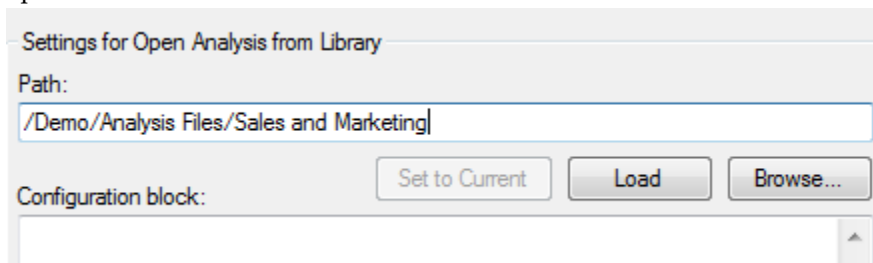 Settings for Open Analysis from Library
Path:
/Demo/Analysis Files/Sales and Marketing
Set to Current Load Browse...
Configuration block: